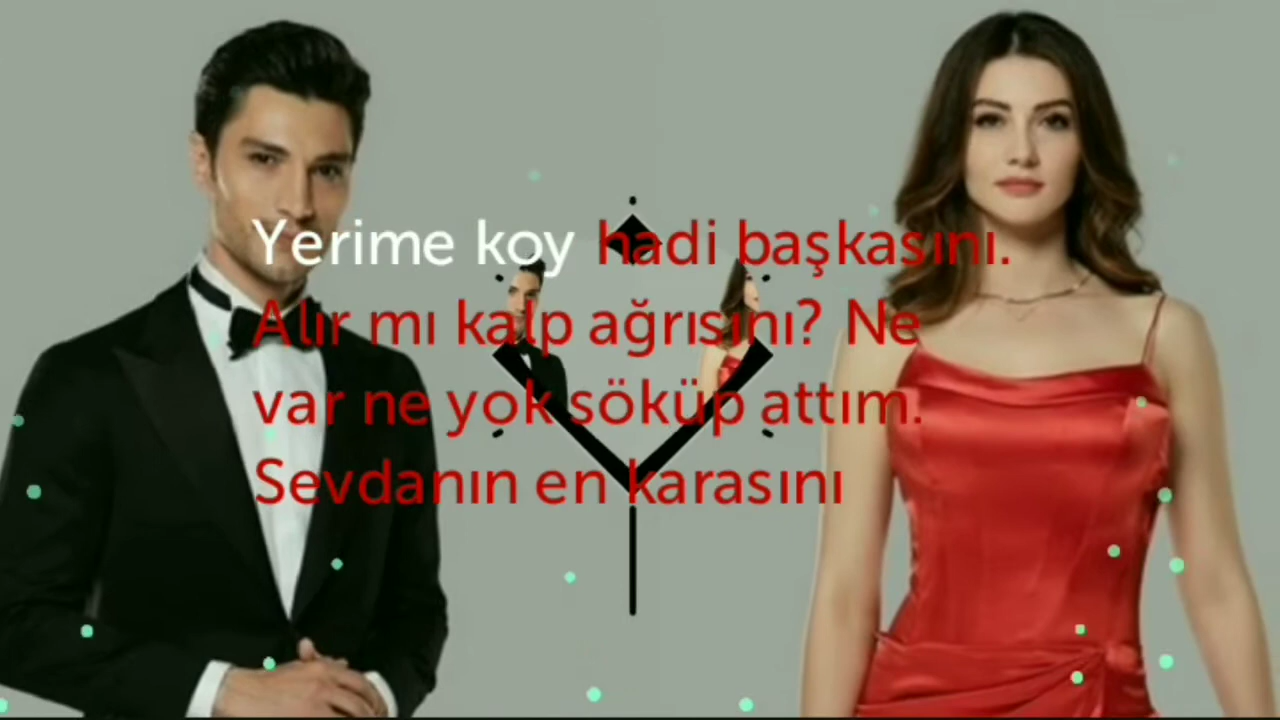 Yerime koy hadi başkasını.
Alır mı kalp ağrısını? Ne
var ne yok söküp attım.
Sevdanın en karasını